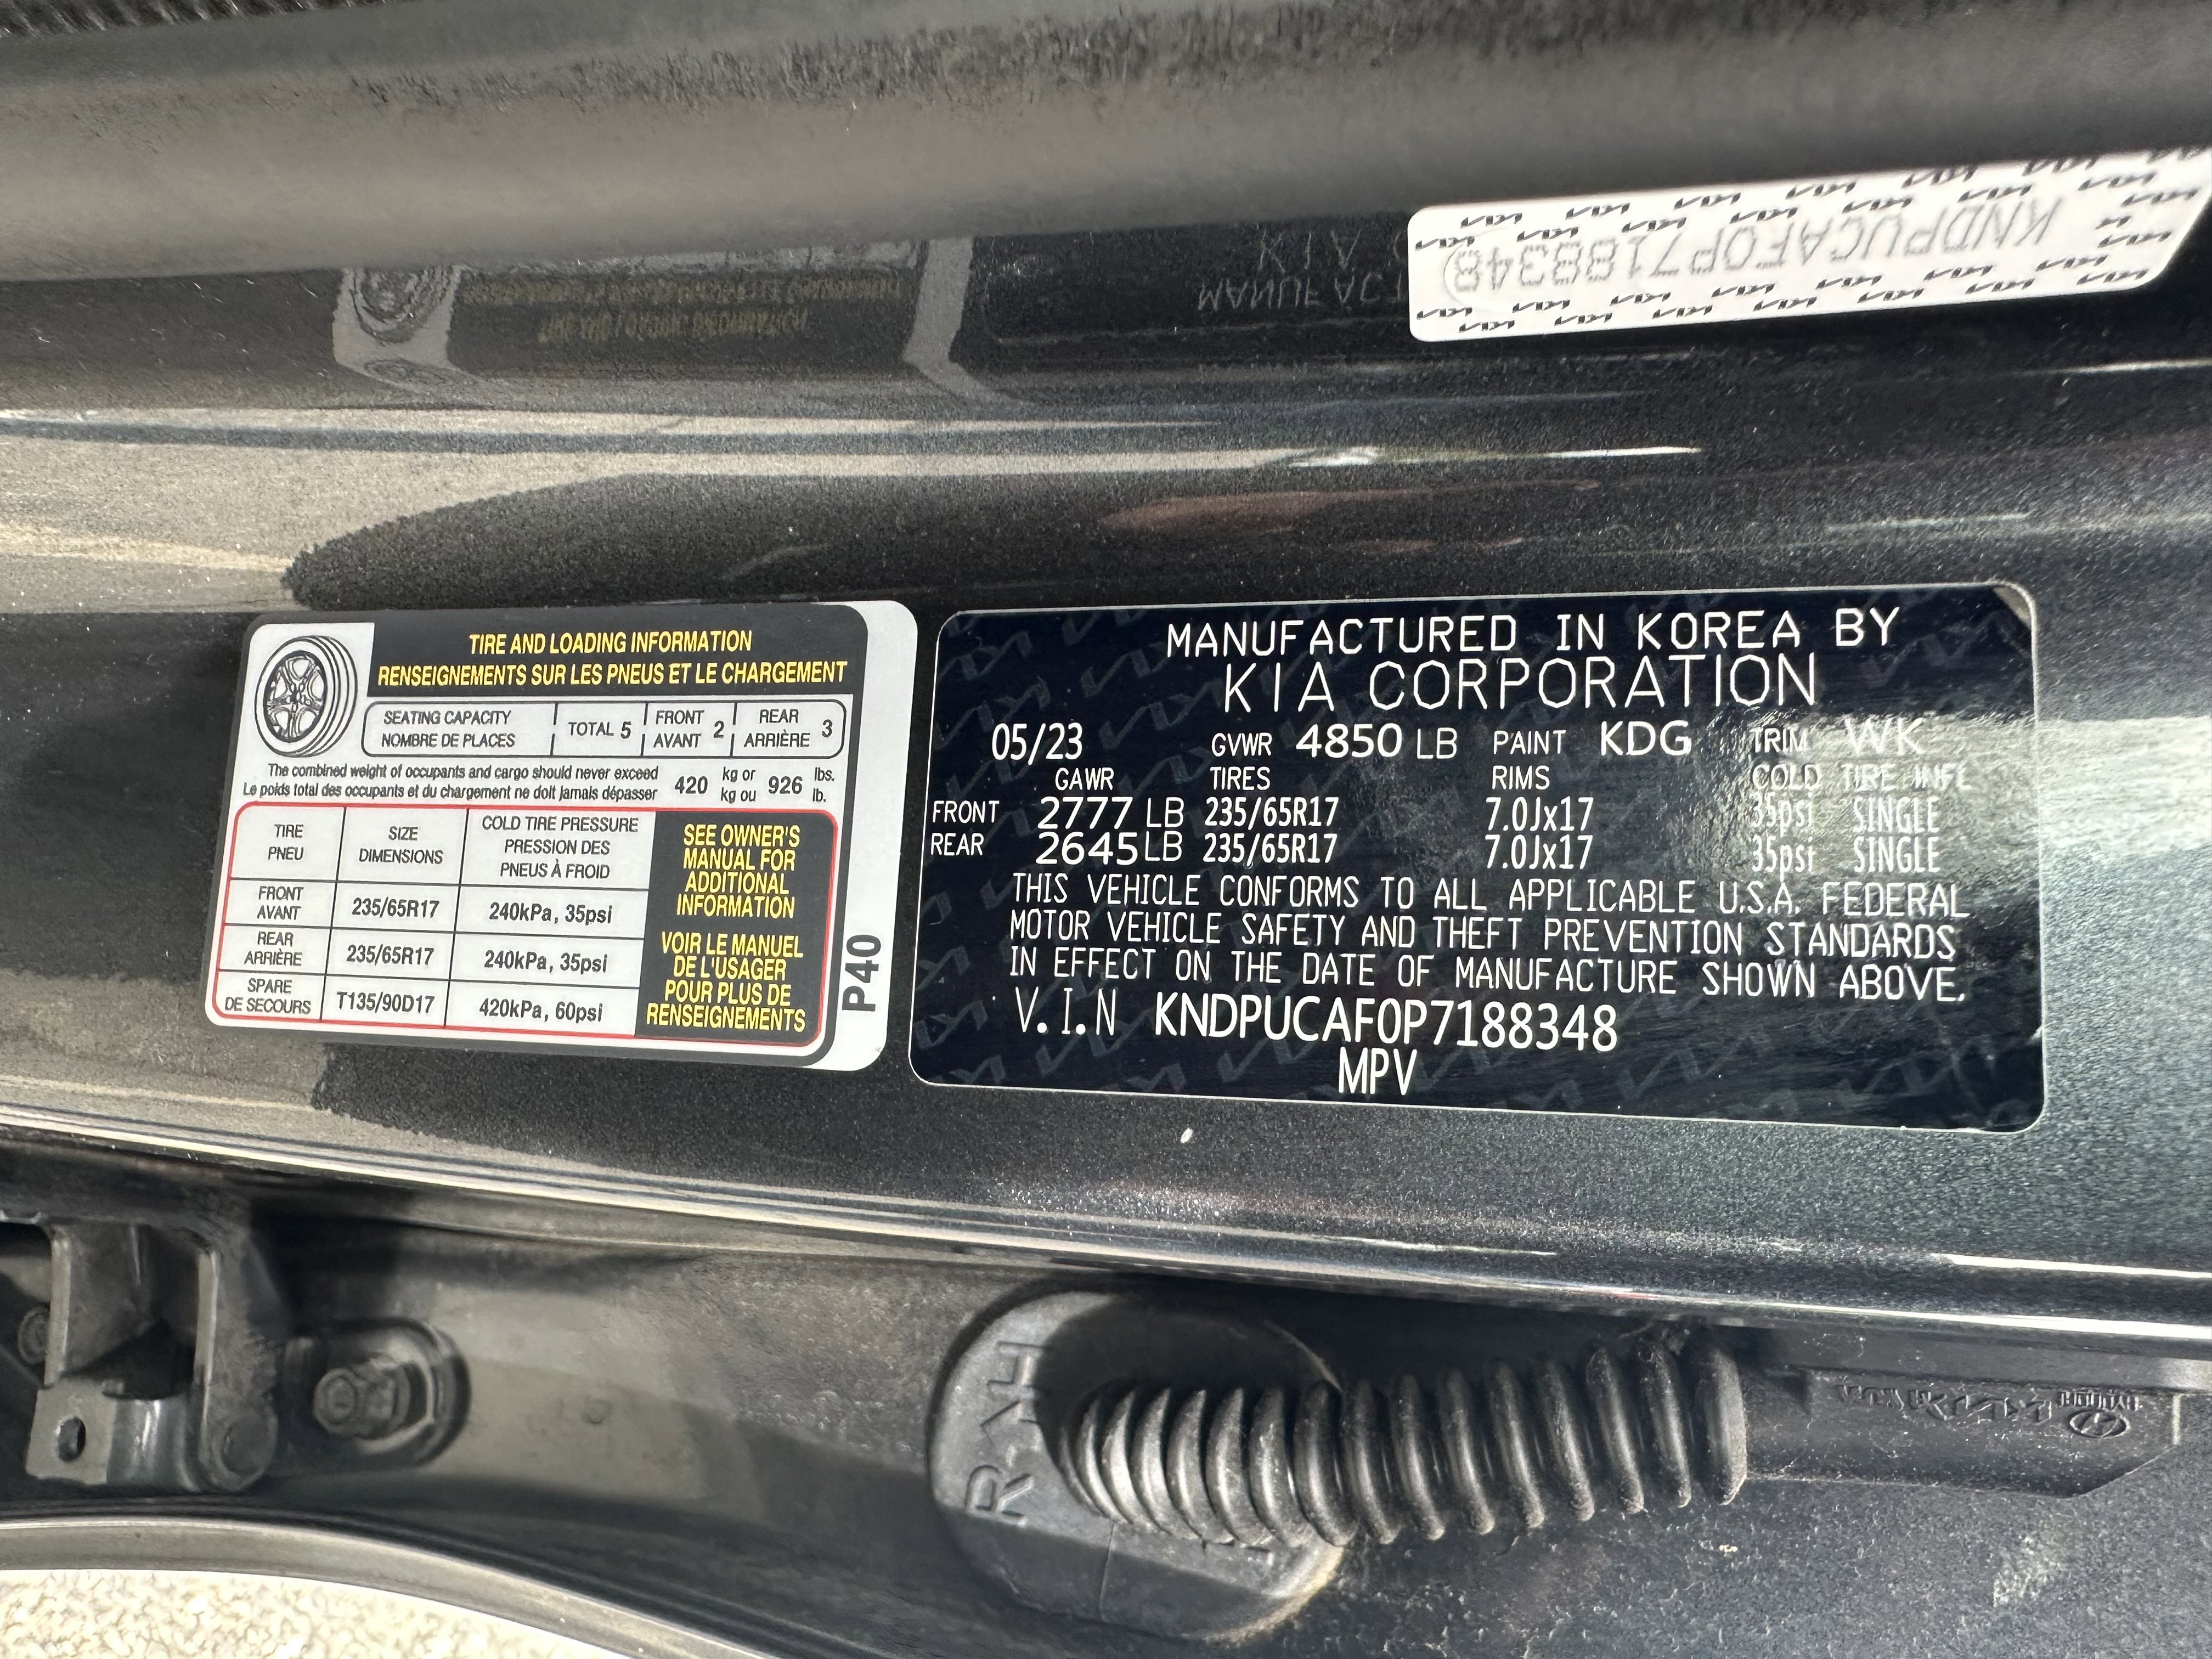 KNDPUCAF0P7188348
TIRE AND LOADING INFORMATION
RENSEIGNEMENTS SUR LES PNEUS ET LE CHARGEMENT
SEATING CAPACITY
NOMBRE DE PLACES
TOTAL 5
FRONT
AVANT 2
REAR
ARRIÈRE 3
The combined weight of occupants and cargo should never exceed 420 kg or 926 lbs.
Le poids total des occupants et du chargement ne doit jamais dépasser kg ou lb.
TIRE
PNEU
SIZE
DIMENSIONS
COLD TIRE PRESSURE
PRESSION DES
PNEUS À FROID
FRONT
AVANT
235/65R17
240kPa, 35psi
REAR
ARRIÈRE
235/65R17
240kPa, 35psi
SPARE
DE SECOURS
T135/90D17
420kPa, 60psi
SEE OWNER'S
MANUAL FOR
ADDITIONAL
INFORMATION
VOIR LE MANUEL
DE L'USAGER
POUR PLUS DE
RENSEIGNEMENTS
P40
MANUFACTURED IN KOREA BY
KIA CORPORATION
05/23 GVWR 4850 LB PAINT KDG TRIM WK
GAWR TIRES RIMS COLD TIRE INF
FRONT 2777 LB 235/65R17 7.0Jx17 35psi SINGLE
REAR 2645 LB 235/65R17 7.0Jx17 35psi SINGLE
THIS VEHICLE CONFORMS TO ALL APPLICABLE U.S.A. FEDERAL
MOTOR VEHICLE SAFETY AND THEFT PREVENTION STANDARDS
IN EFFECT ON THE DATE OF MANUFACTURE SHOWN ABOVE.
V.I.N KNDPUCAF0P7188348
MPV
R-H